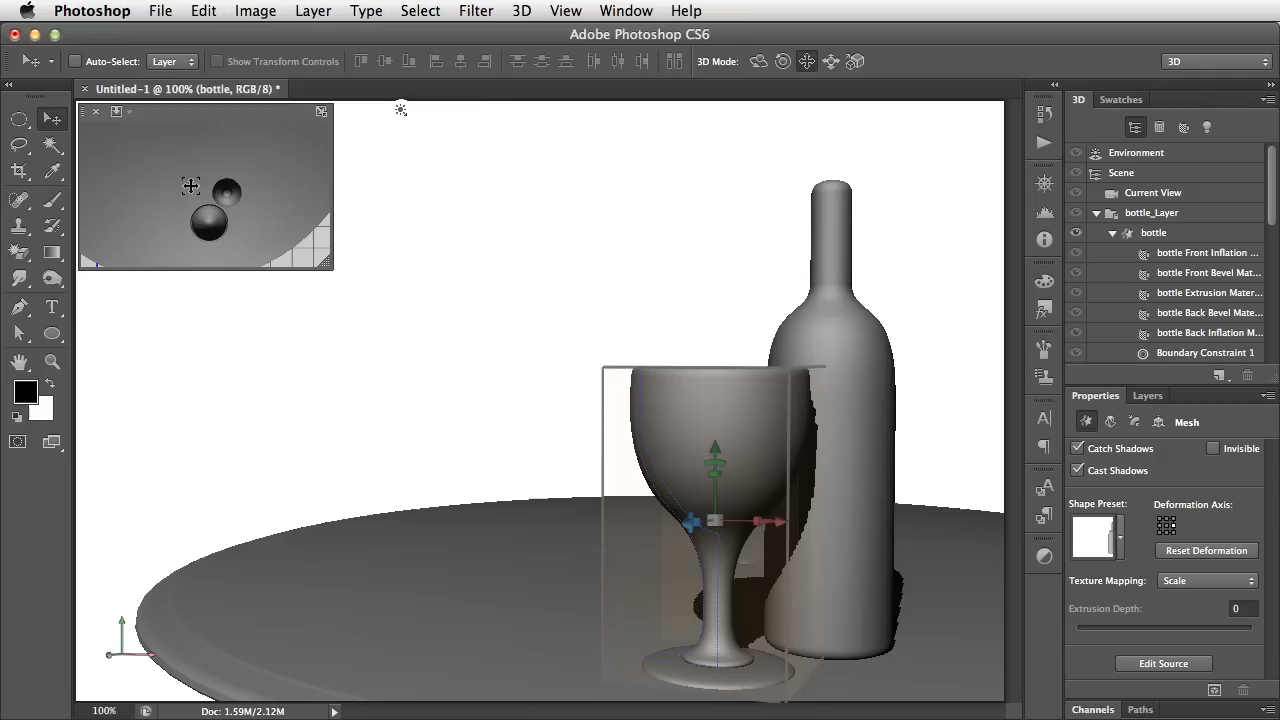 Photoshop File Edit Image Layer Type Select Filter 3D View Window Help
Adobe Photoshop CS6
Auto-Select: Layer Show Transform Controls 3D Mode: 3D
Untitled-1 @ 100% (bottle, RGB/8) *
3D Swatches
Environment
Scene
Current View
bottle_Layer
bottle
bottle Front Inflation ...
bottle Front Bevel Mat...
bottle Extrusion Mater...
bottle Back Bevel Mate...
bottle Back Inflation M...
Boundary Constraint 1
Properties Layers
Mesh
Catch Shadows Invisible
Cast Shadows
Shape Preset: Deformation Axis:
Reset Deformation
Texture Mapping: Scale
Extrusion Depth: 0
Edit Source
Channels Paths
100% Doc: 1.59M/2.12M